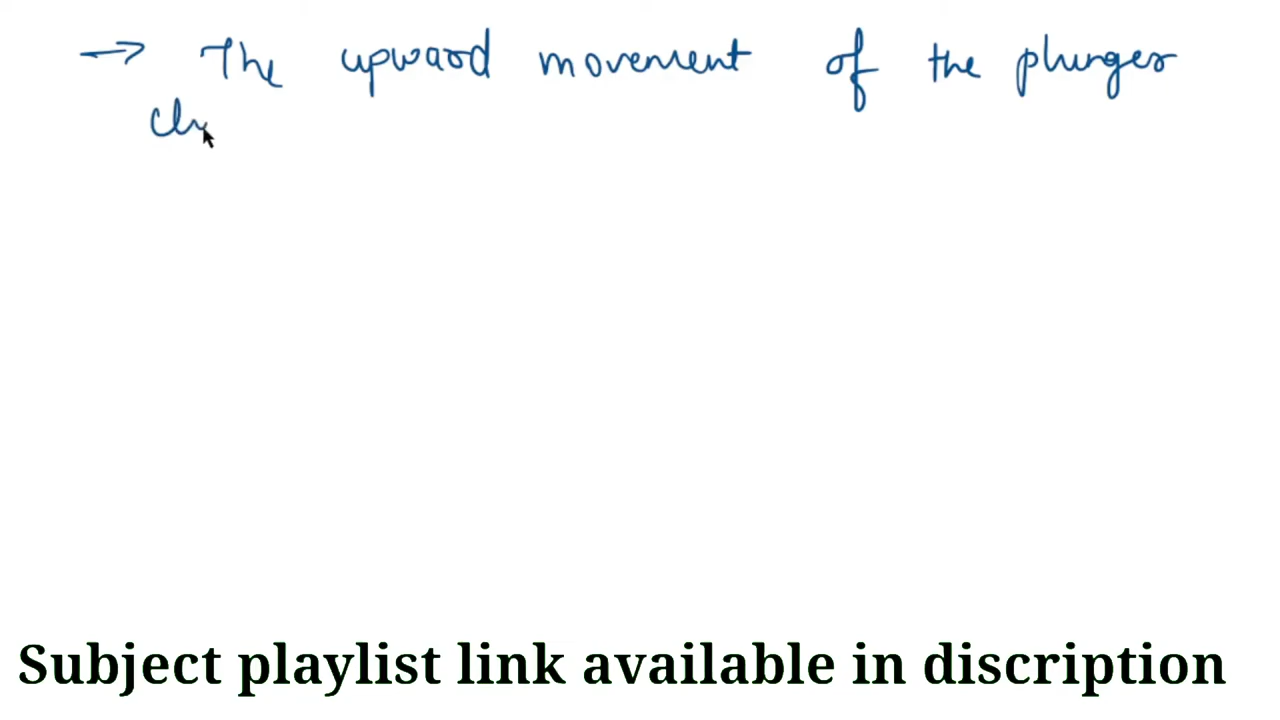 → The upward movement of the plunger
Subject playlist link available in discription